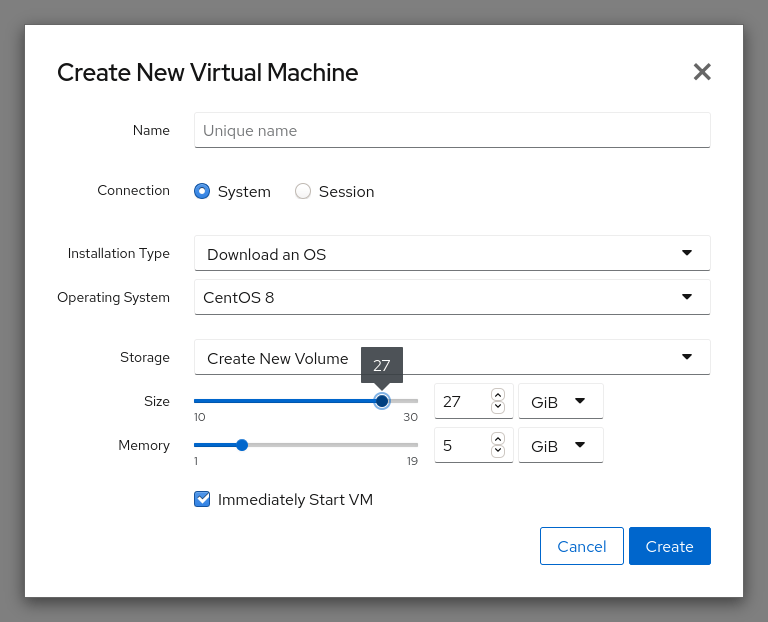 Create New Virtual Machine
Name Unique name
Connection System Session
Installation Type Download an OS
Operating System CentOS 8
Storage Create New Volume
27
Size 27 GiB
10 30
Memory 5 GiB
1 19
Immediately Start VM
Cancel Create